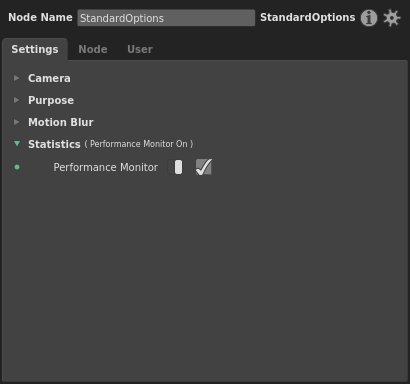 Node Name StandardOptions StandardOptions
Settings Node User
Camera
Purpose
Motion Blur
Statistics ( Performance Monitor On )
Performance Monitor